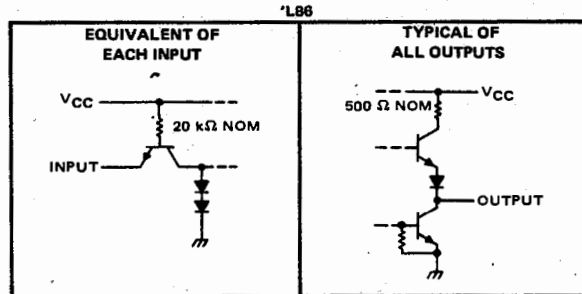 'L86
EQUIVALENT OF
EACH INPUT
VCC
20 kΩ NOM
INPUT
TYPICAL OF
ALL OUTPUTS
VCC
500 Ω NOM
OUTPUT